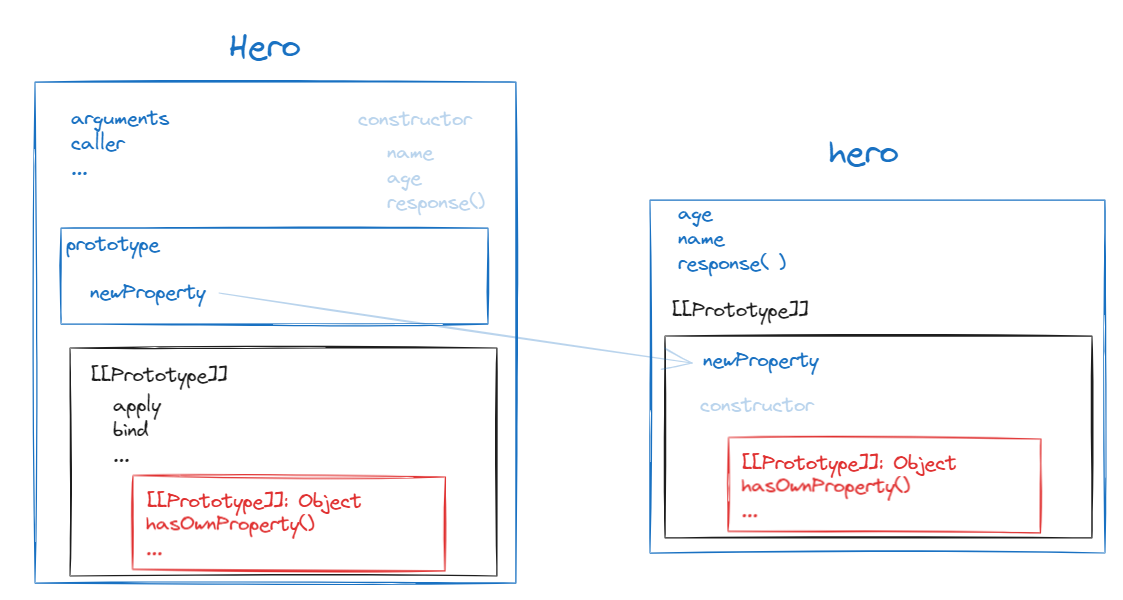 Hero
arguments
caller
...
constructor
name
age
response()
prototype
newProperty
[[Prototype]]
apply
bind
...
[[Prototype]]: Object
hasOwnProperty()
...
hero
age
name
response( )
[[Prototype]]
newProperty
constructor
[[Prototype]]: Object
hasOwnProperty()
...